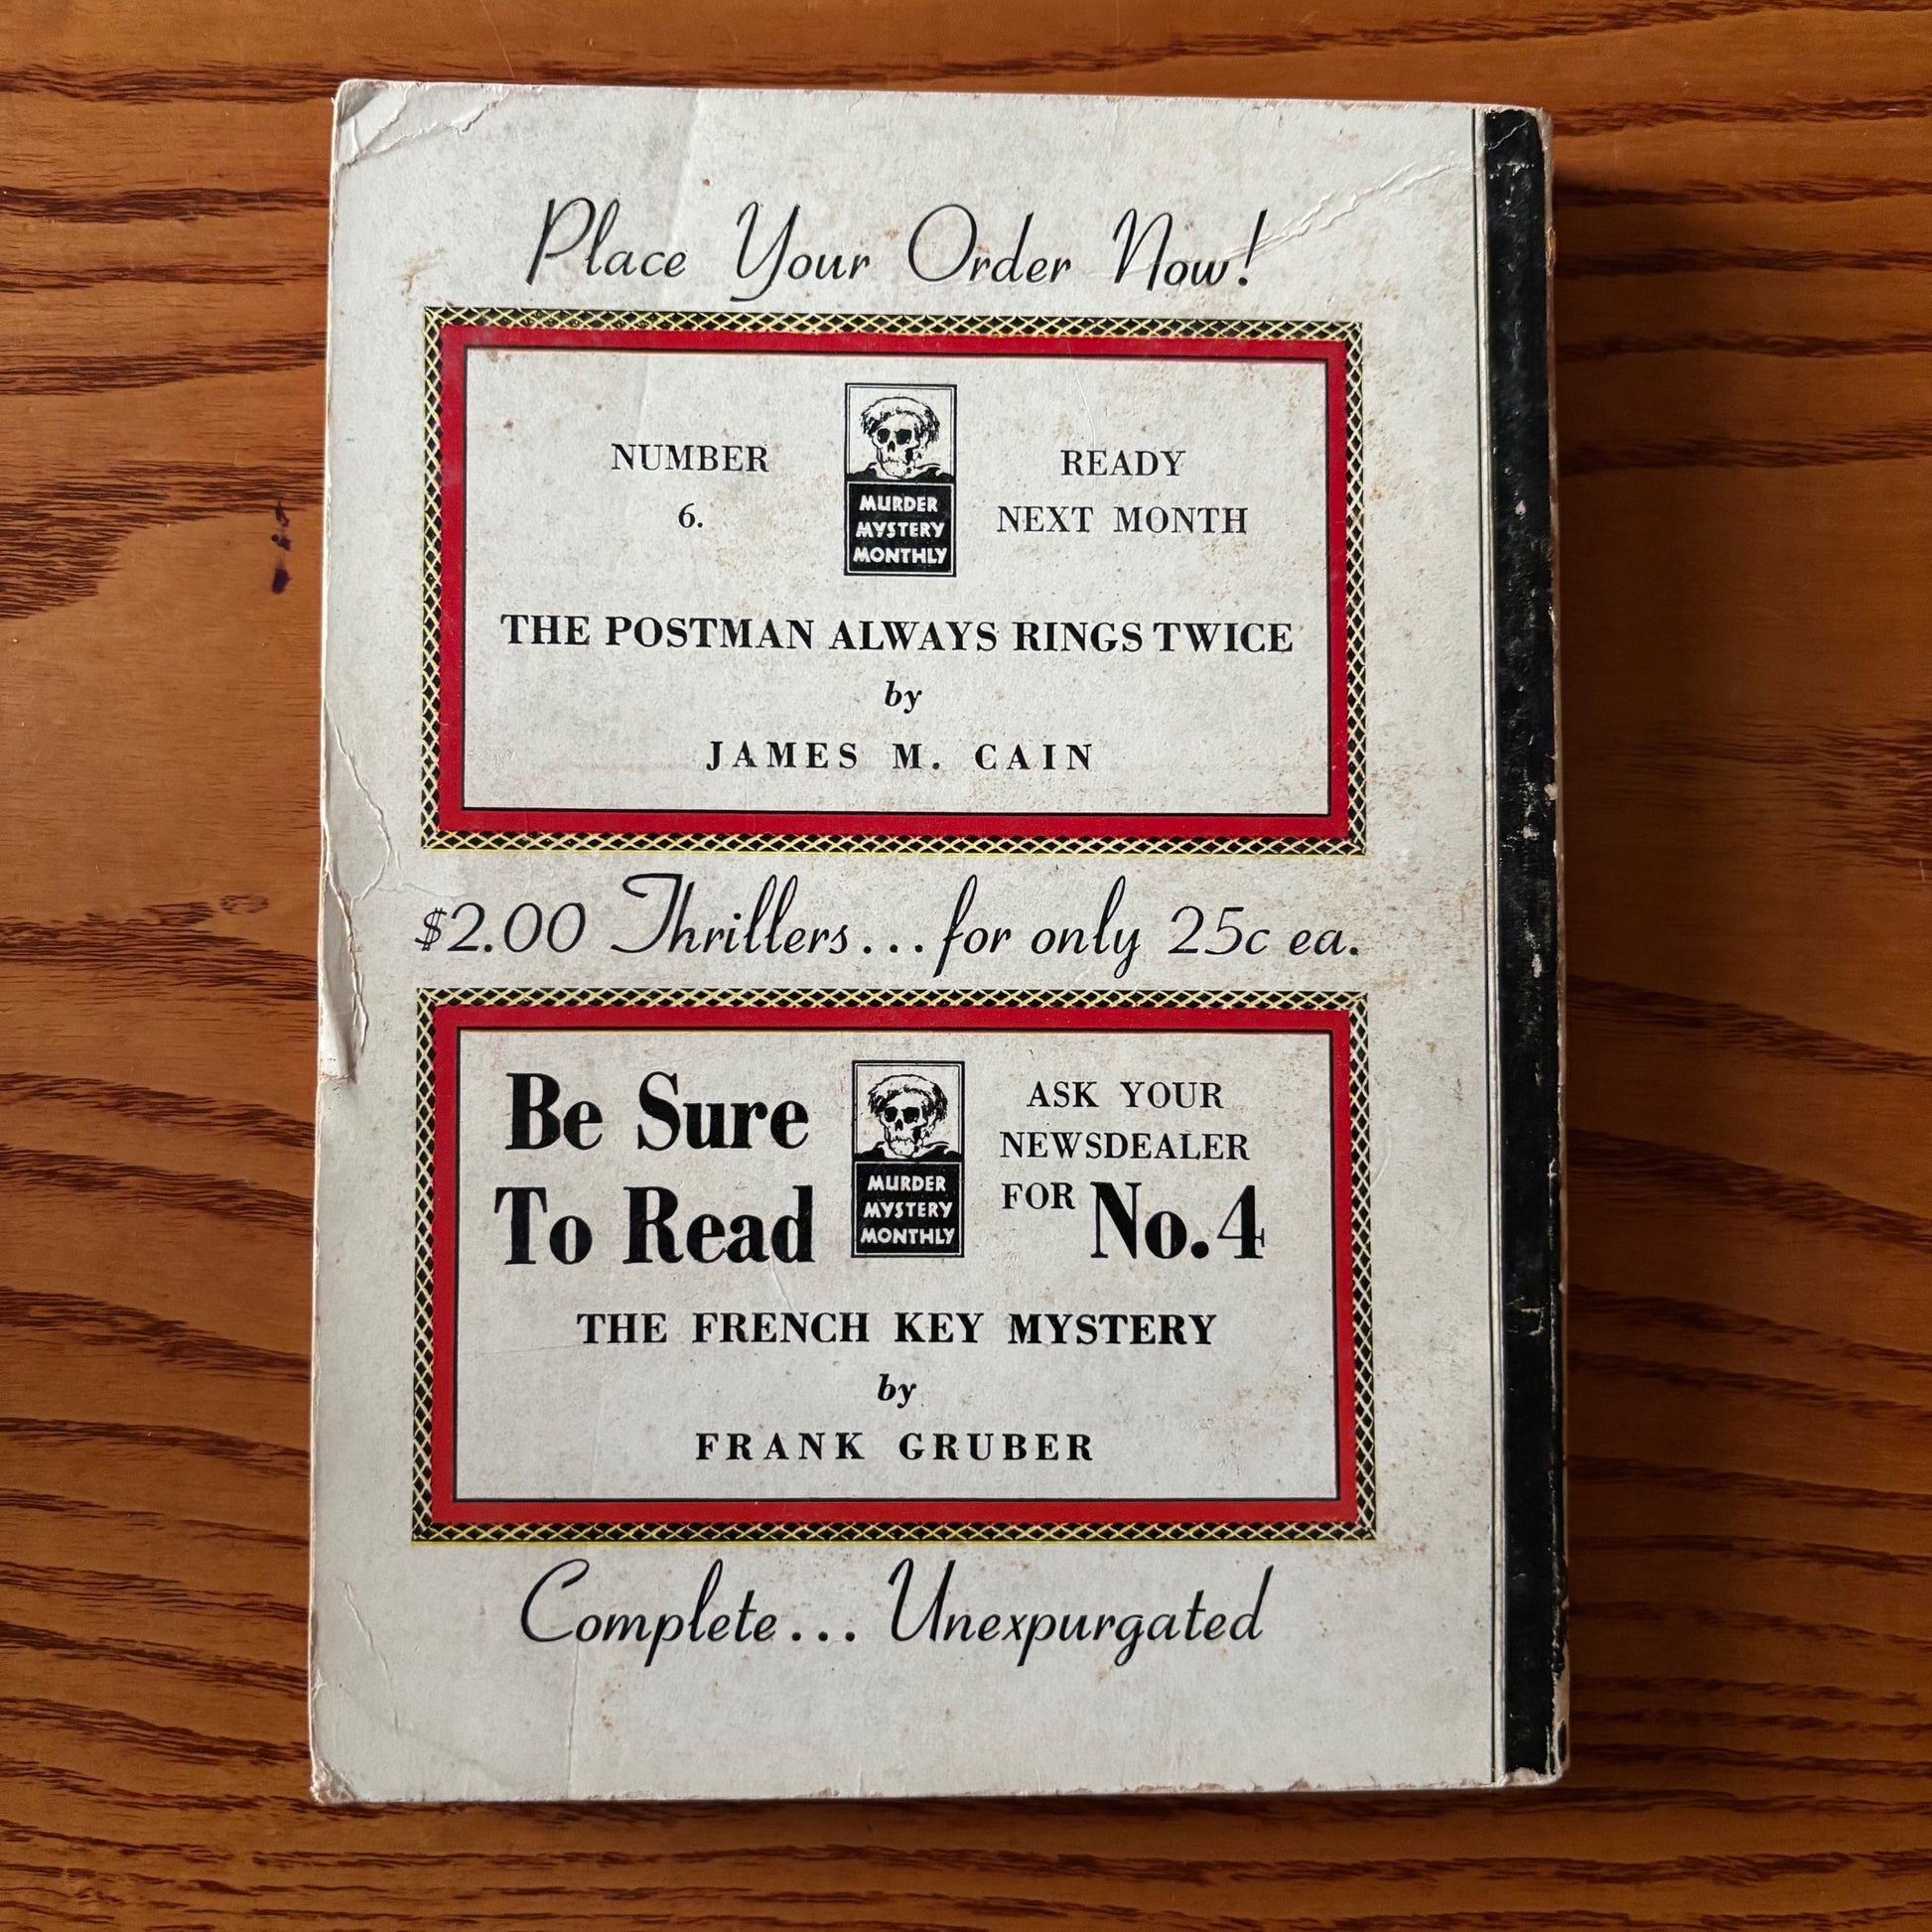 Place Your Order Now!
NUMBER
6.
MURDER
MYSTERY
MONTHLY
READY
NEXT MONTH
THE POSTMAN ALWAYS RINGS TWICE
by
JAMES M. CAIN
$2.00 Thrillers...for only 25c ea.
Be Sure
To Read
MURDER
MYSTERY
MONTHLY
ASK YOUR
NEWSDEALER
FOR No.4
THE FRENCH KEY MYSTERY
by
FRANK GRUBER
Complete... Unexpurgated